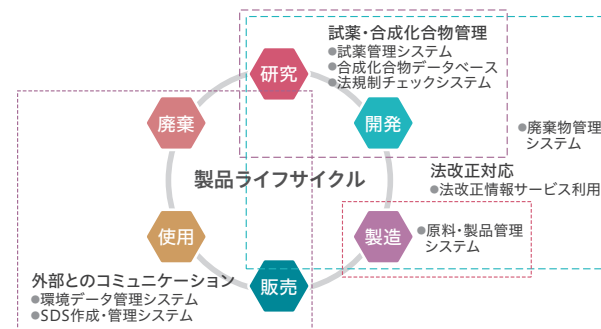 試薬・合成化合物管理
●試薬管理システム
●合成化合物データベース
●法規制チェックシステム
研究
開発
廃棄
●廃棄物管理
システム
製品ライフサイクル
法改正対応
●法改正情報サービス利用
使用
製造
●原料・製品管理
システム
外部とのコミュニケーション
●環境データ管理システム
●SDS作成・管理システム
販売